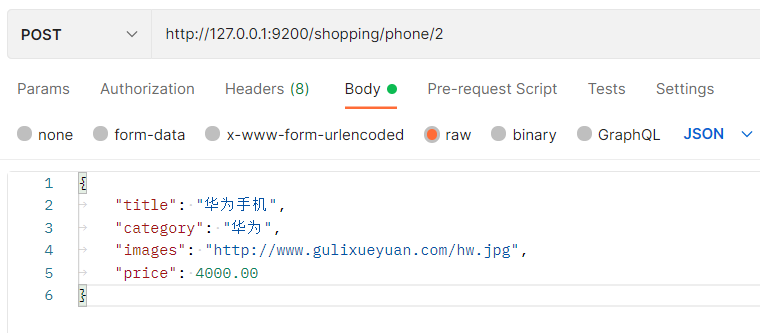 POST http://127.0.0.1:9200/shopping/phone/2
Params Authorization Headers (8) Body Pre-request Script Tests Settings
none form-data x-www-form-urlencoded raw binary GraphQL JSON
1 {
2 "title": "华为手机",
3 "category": "华为",
4 "images": "http://www.gulixueyuan.com/hw.jpg",
5 "price": 4000.00
6 }